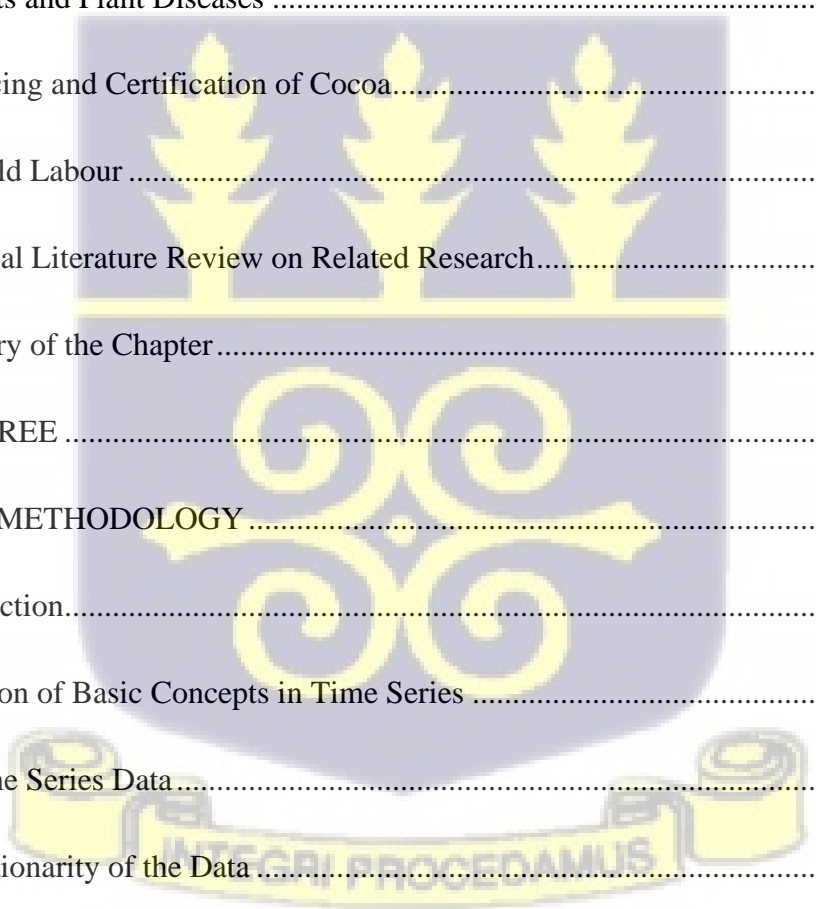 ts and Plant Diseases ....................................................................
cing and Certification of Cocoa....................................................
ld Labour ......................................................................................
al Literature Review on Related Research...................................
ry of the Chapter..........................................................................
REE ..............................................................................................
METHODOLOGY ........................................................................
ction..............................................................................................
on of Basic Concepts in Time Series ...........................................
ne Series Data...............................................................................
tionarity of the Data .....................................................................
INTEGRI PROCEDAMUS